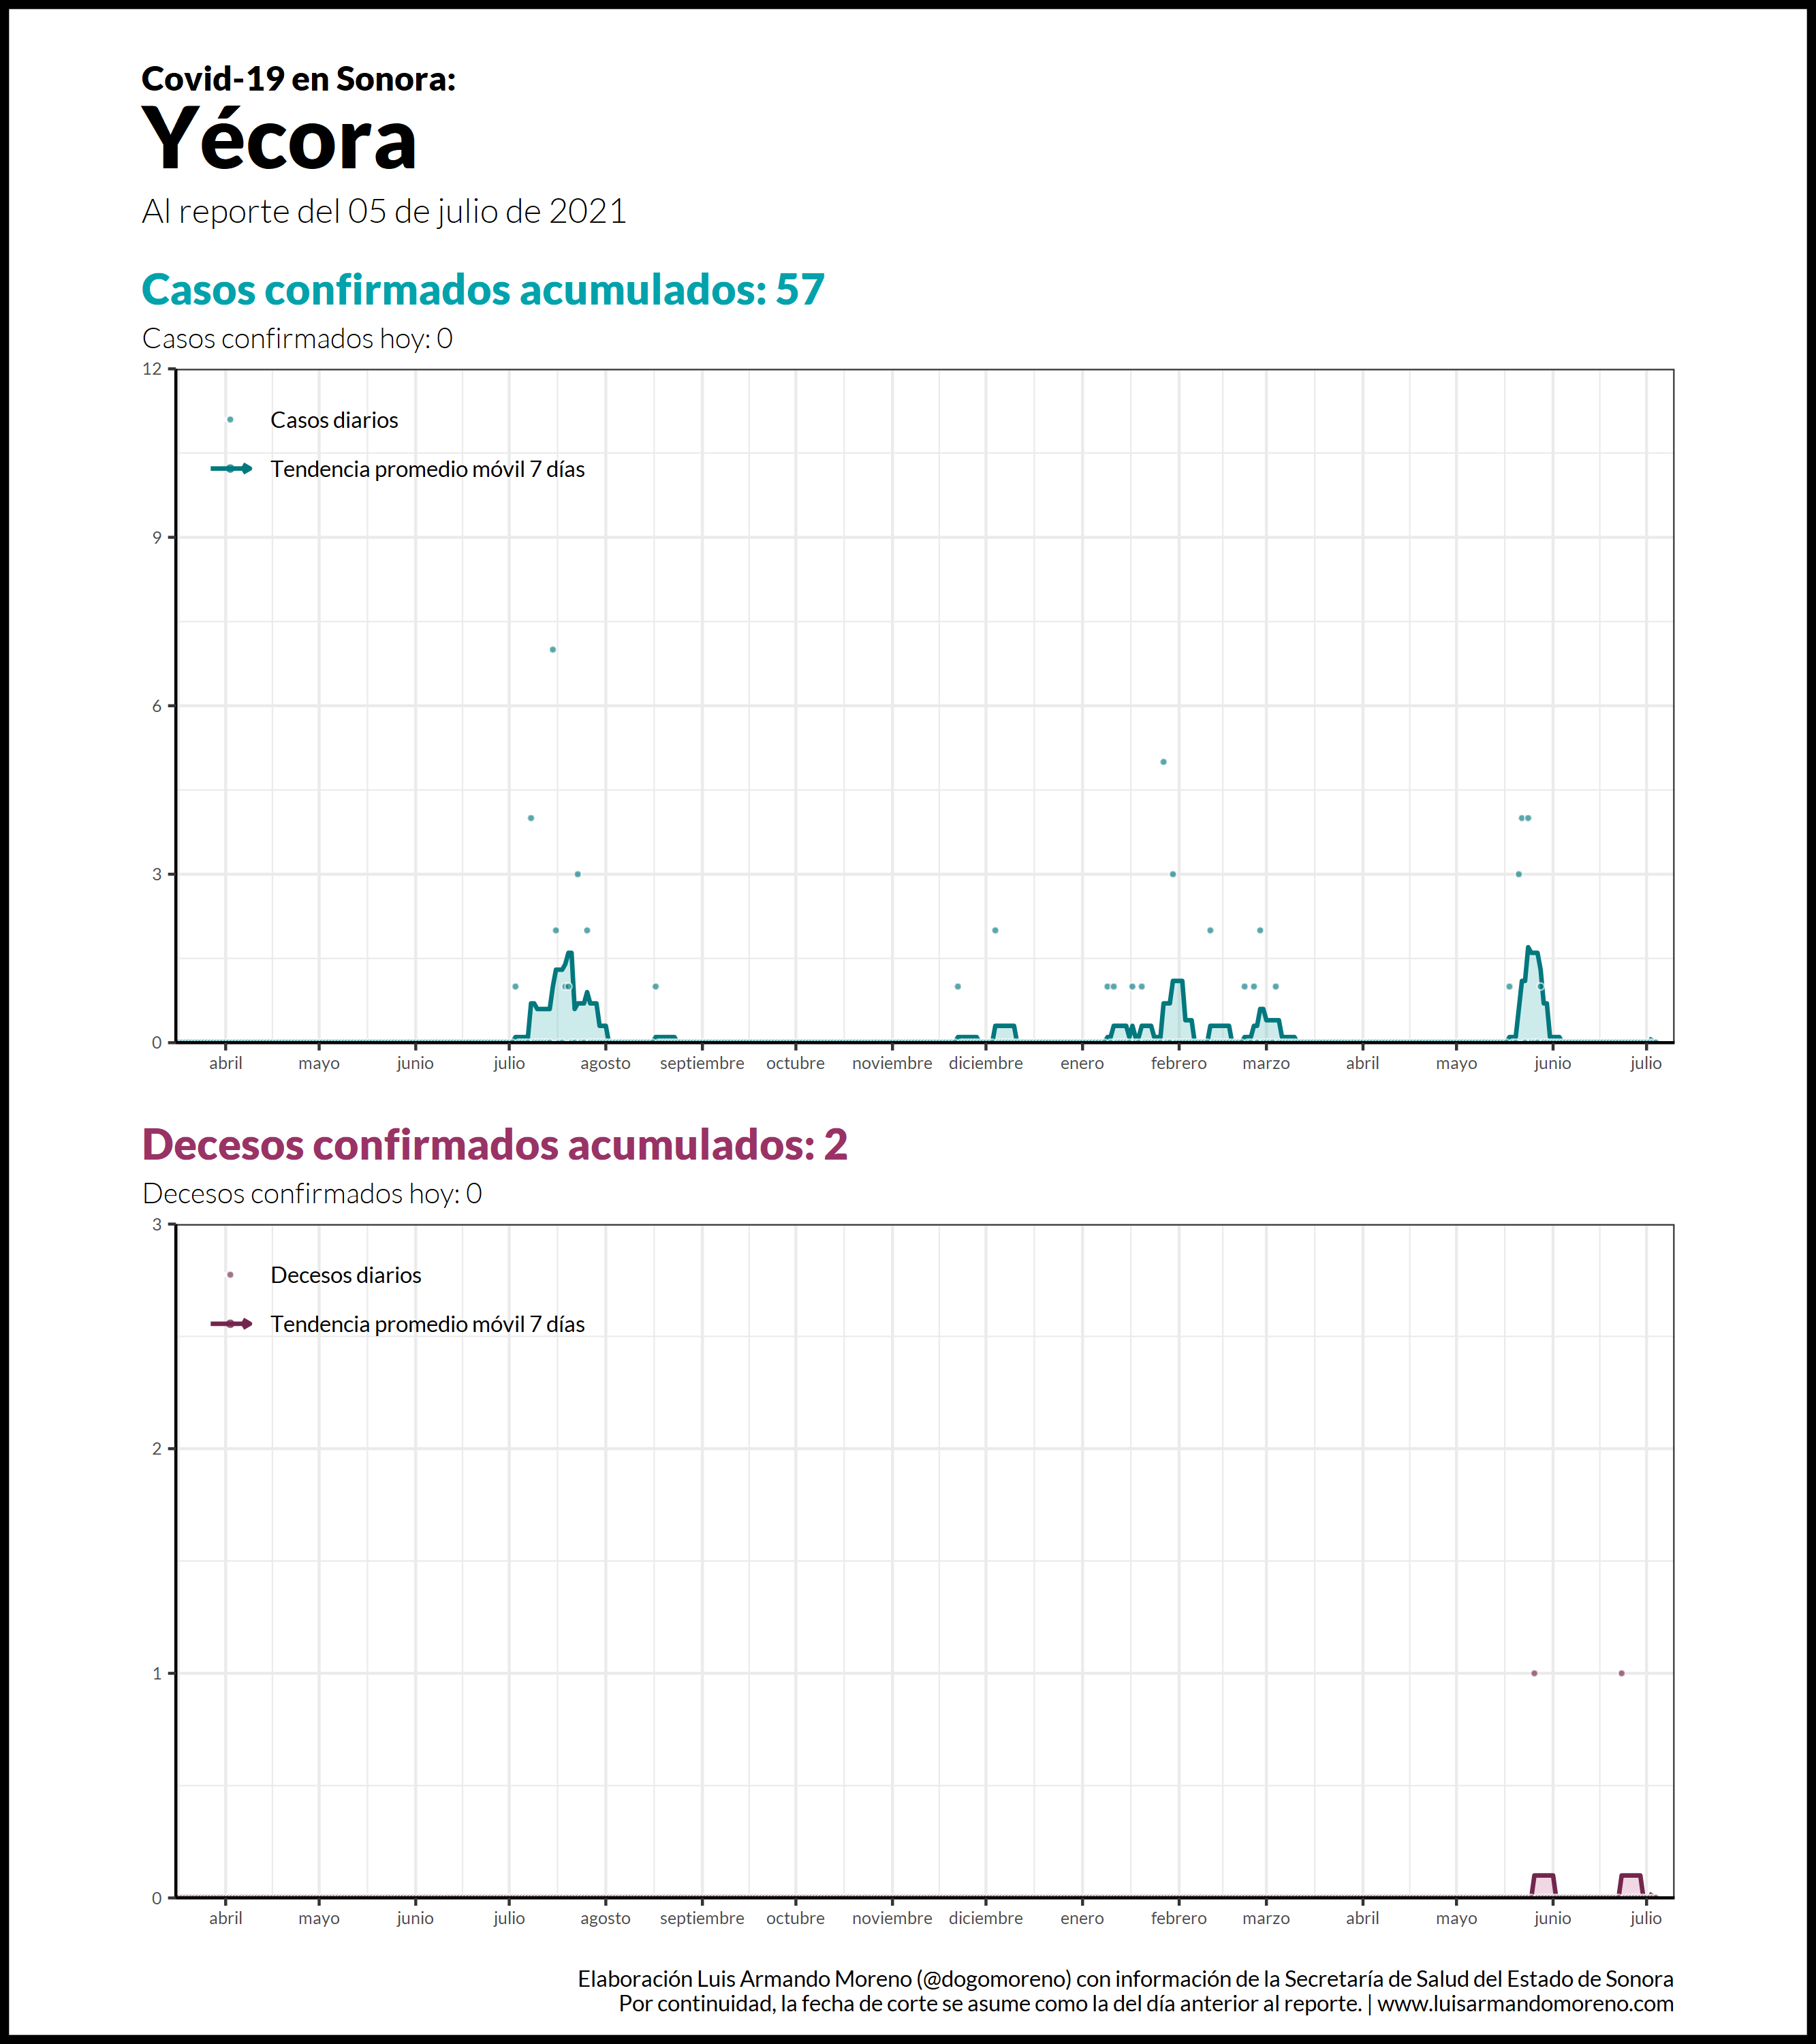 Covid-19 en Sonora:
Yécora
Al reporte del 05 de julio de 2021
Casos confirmados acumulados: 57
Casos confirmados hoy: 0
12
Casos diarios
Tendencia promedio móvil 7 días
9
6
3
0
abril mayo junio julio agosto septiembre octubre noviembre diciembre enero febrero marzo abril mayo junio julio
Decesos confirmados acumulados: 2
Decesos confirmados hoy: 0
3
Decesos diarios
Tendencia promedio móvil 7 días
2
1
0
abril mayo junio julio agosto septiembre octubre noviembre diciembre enero febrero marzo abril mayo junio julio
Elaboración Luis Armando Moreno (@dogomoreno) con información de la Secretaría de Salud del Estado de Sonora
Por continuidad, la fecha de corte se asume como la del día anterior al reporte. | www.luisarmandomoreno.com